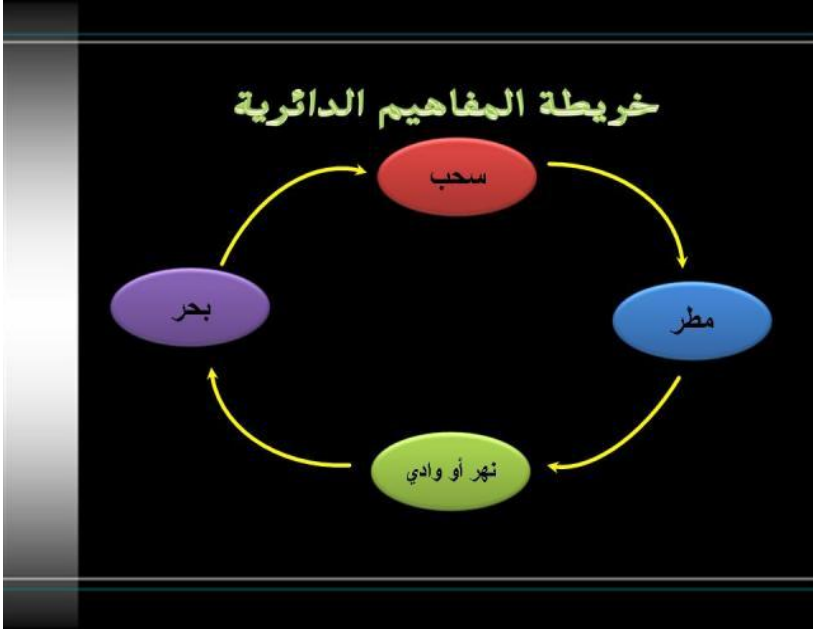 خريطة المفاهيم الدائرية
سحب
مطر
نهر أو وادي
بحر